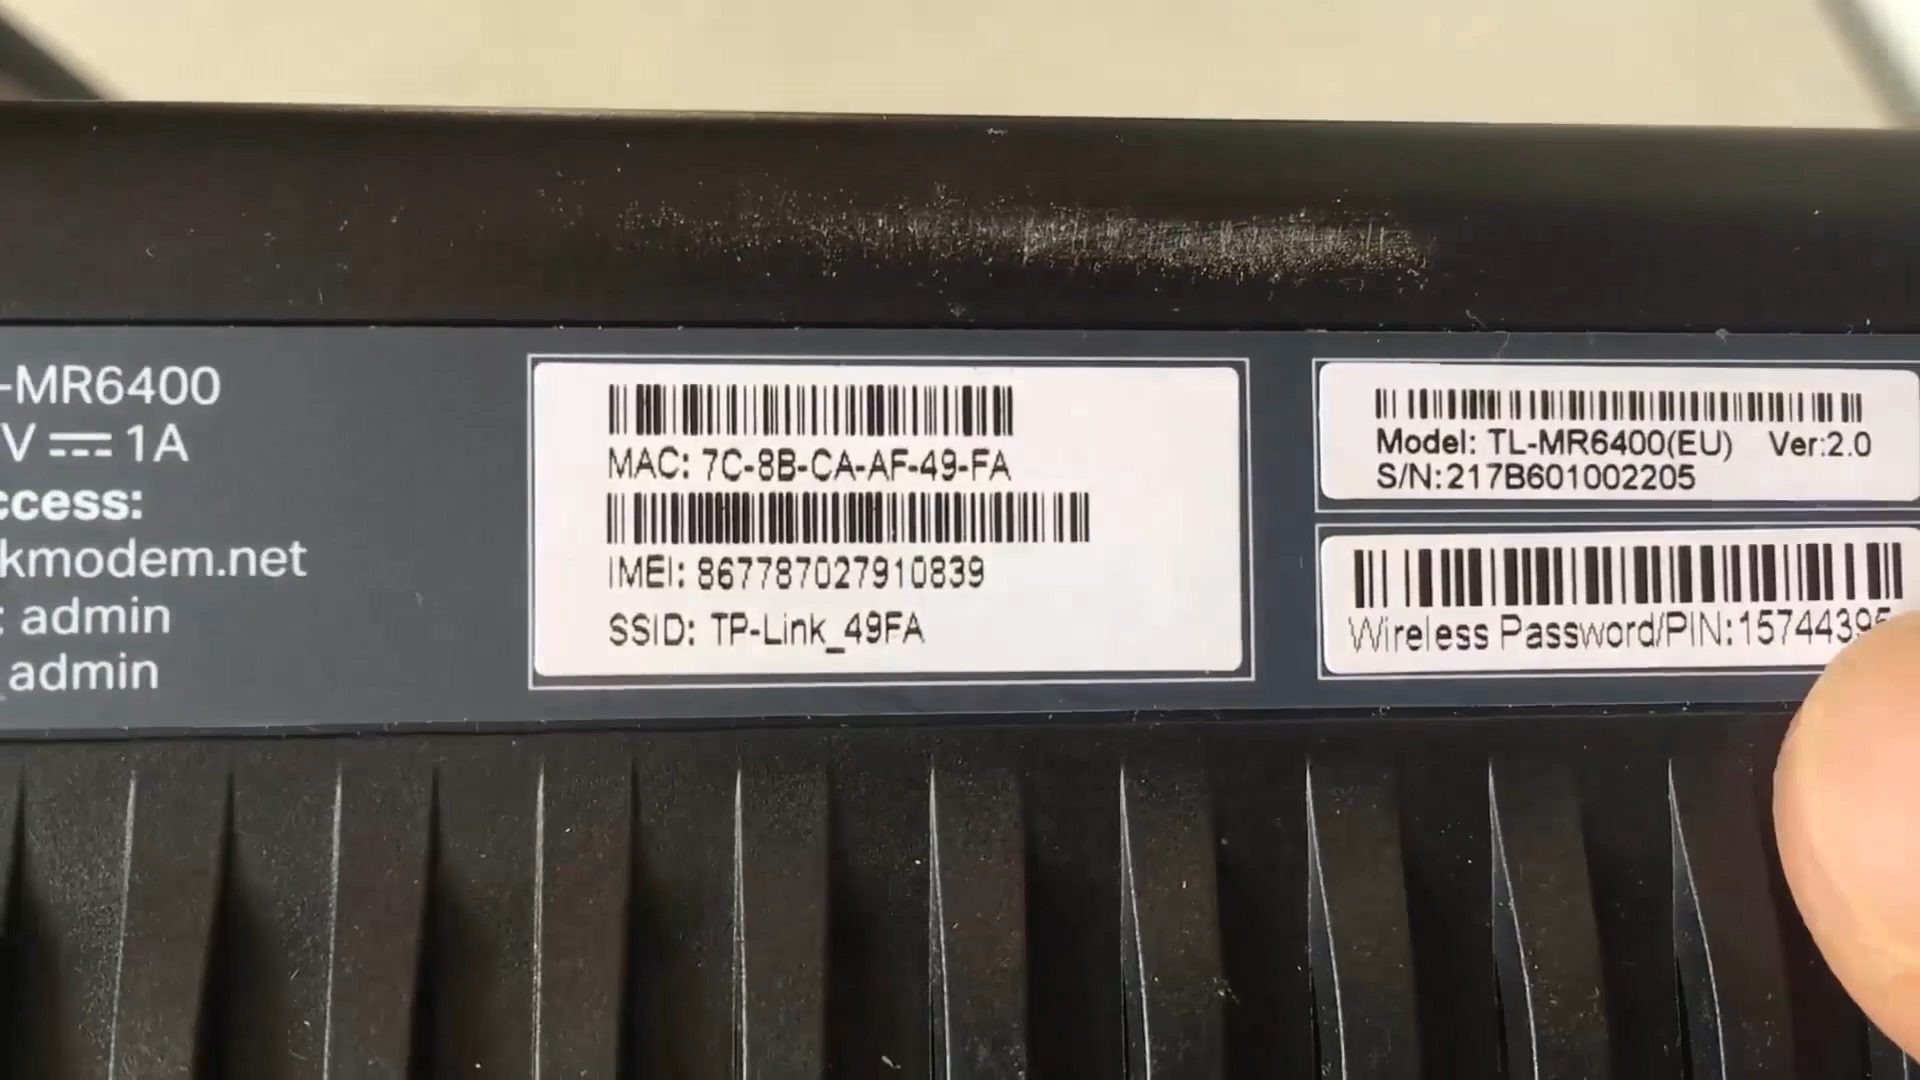 -MR6400
V ⎓ 1A
ccess:
kmodem.net
: admin
admin
MAC: 7C-8B-CA-AF-49-FA
IMEI: 867787027910839
SSID: TP-Link_49FA
Model: TL-MR6400(EU) Ver:2.0
S/N:217B601002205
Wireless Password/PIN:15744395